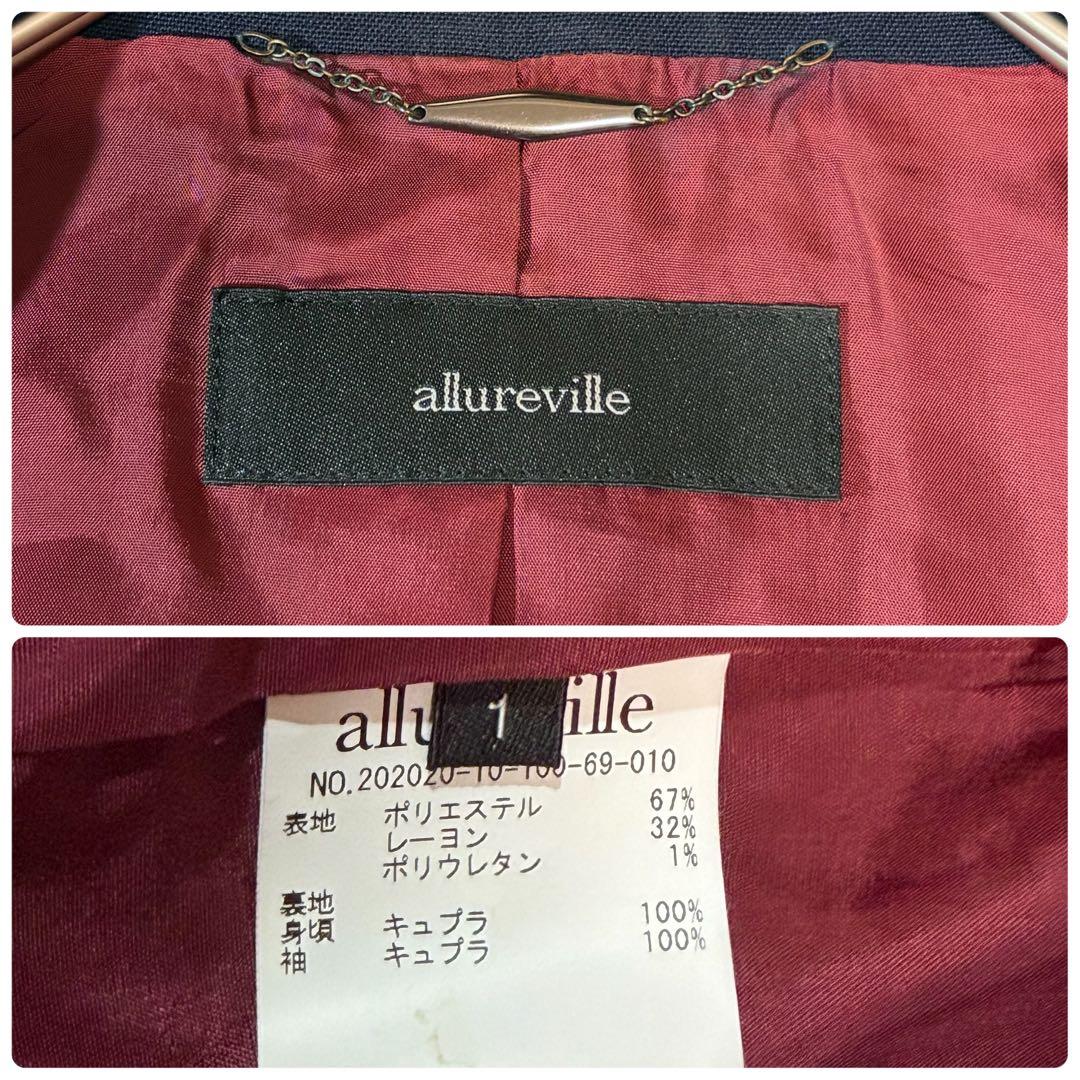 allureville
allu ville
1
NO.202020-10-100-69-010
表地 ポリエステル 67%
レーヨン 32%
ポリウレタン 1%
裏地
身頃 キュプラ 100%
袖 キュプラ 100%